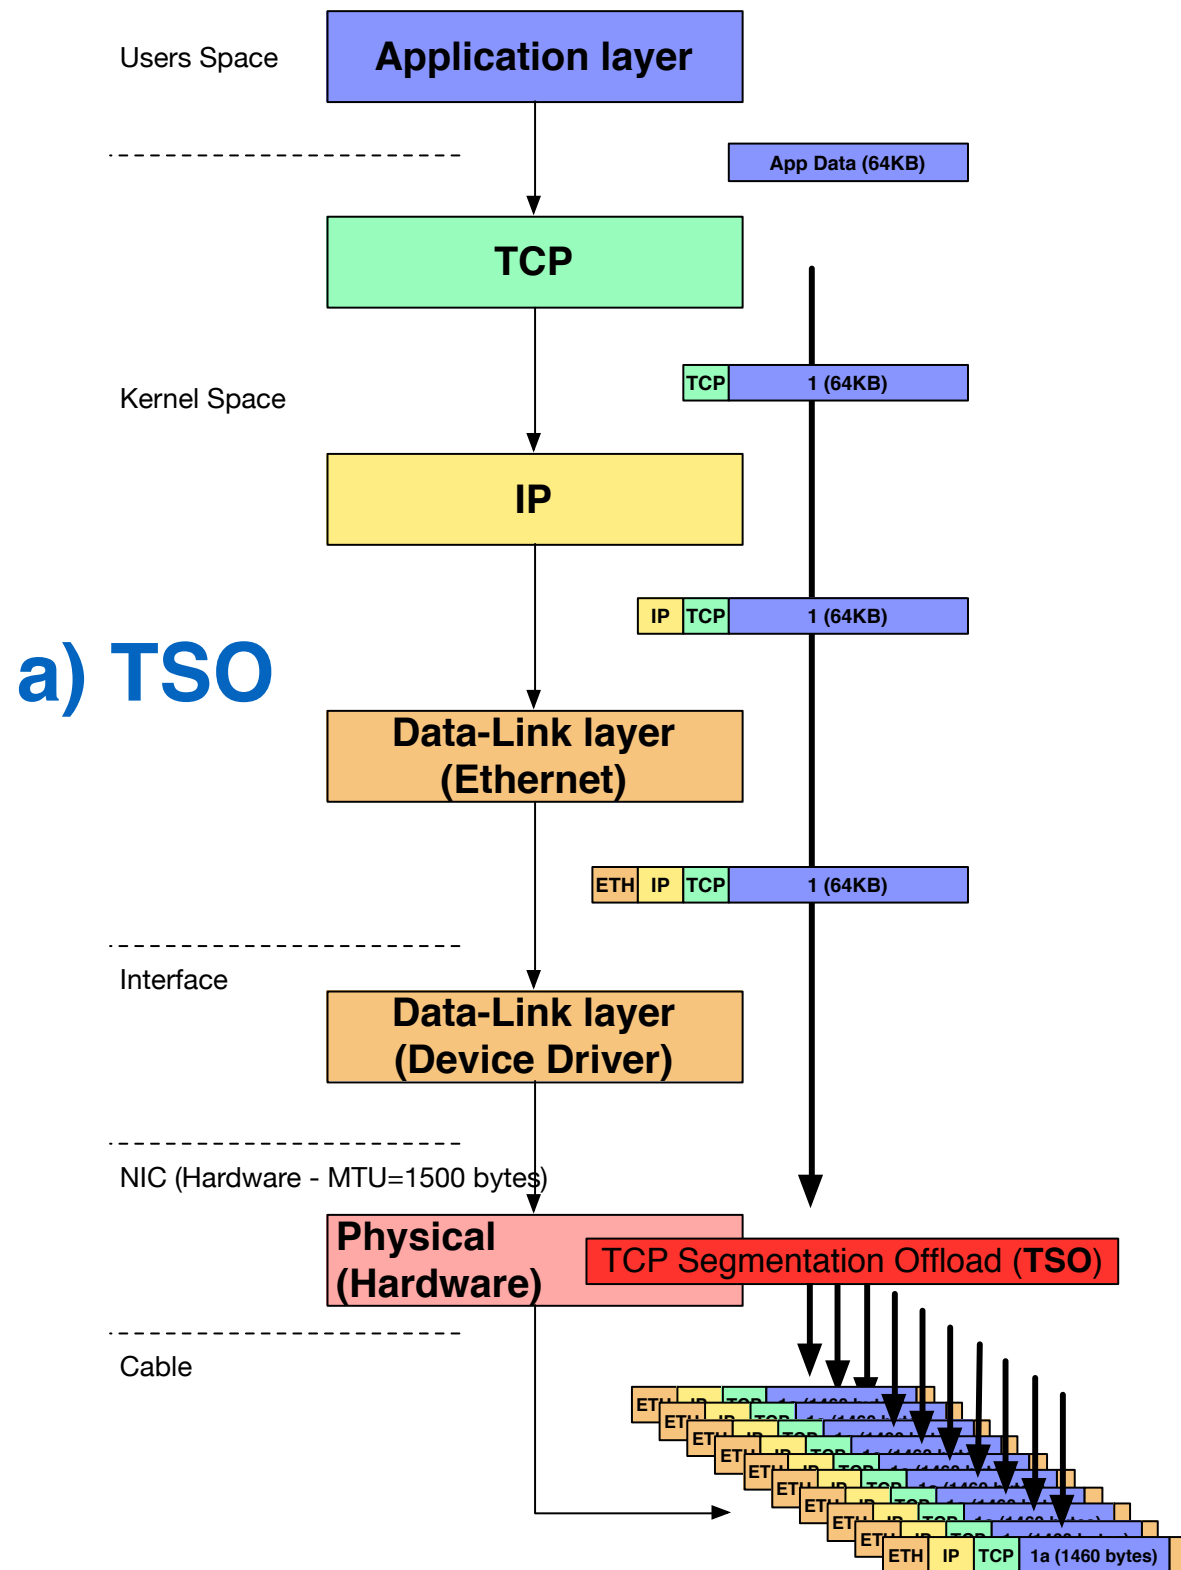 Users Space
Application layer
App Data (64KB)
TCP
TCP 1 (64KB)
Kernel Space
IP
IP TCP 1 (64KB)
a) TSO
Data-Link layer
(Ethernet)
ETH IP TCP 1 (64KB)
Interface
Data-Link layer
(Device Driver)
NIC (Hardware - MTU=1500 bytes)
Physical
(Hardware)
TCP Segmentation Offload (TSO)
Cable
ETH IP TCP 1a (1460 bytes)